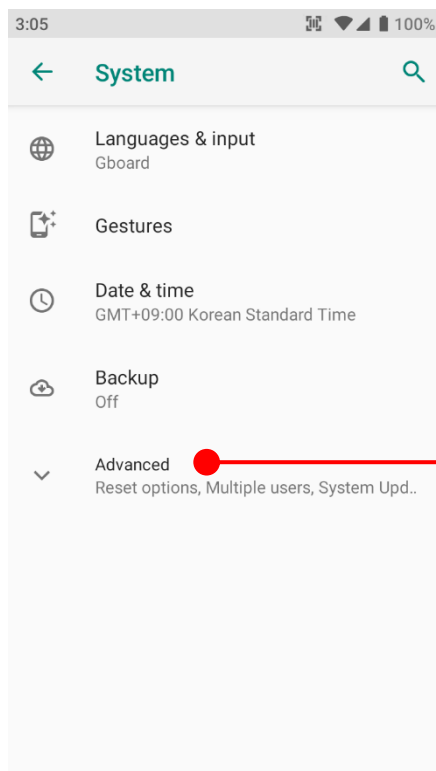 3:05
100%
System
Languages & input
Gboard
Gestures
Date & time
GMT+09:00 Korean Standard Time
Backup
Off
Advanced
Reset options, Multiple users, System Upd..